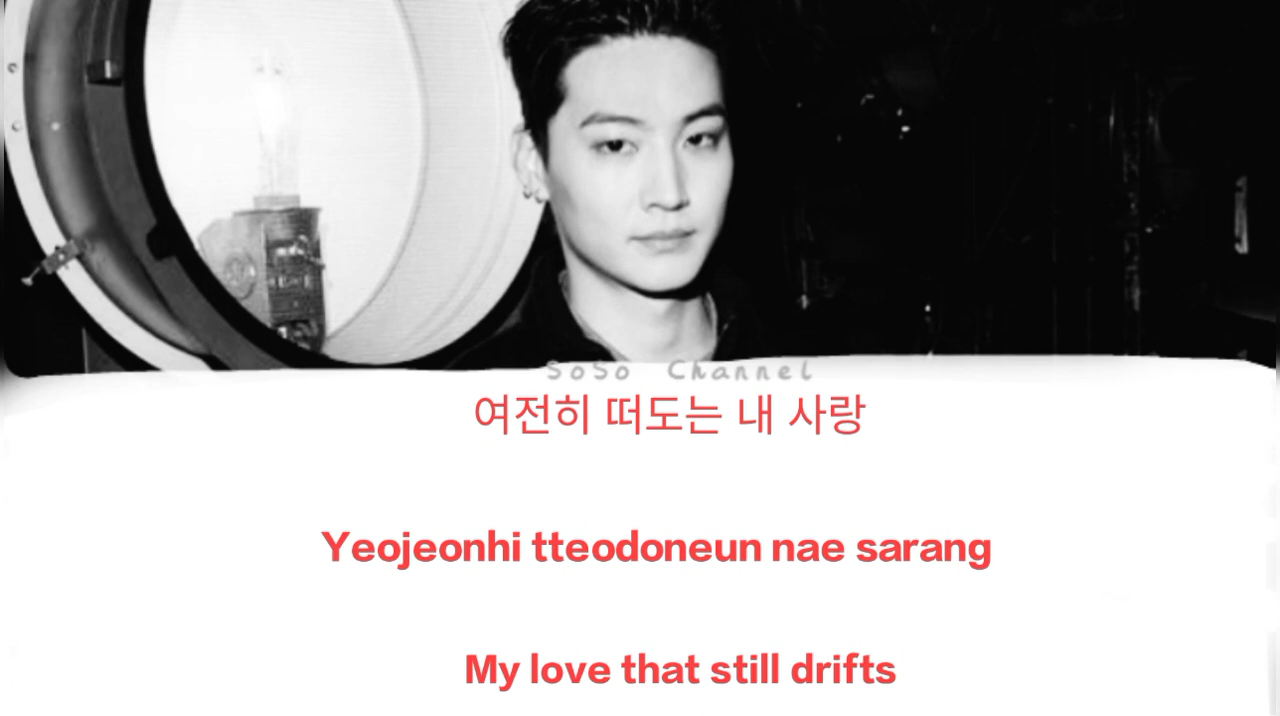 SoSo Channel
여전히 떠도는 내 사랑
Yeojeonhi tteodoneun nae sarang
My love that still drifts